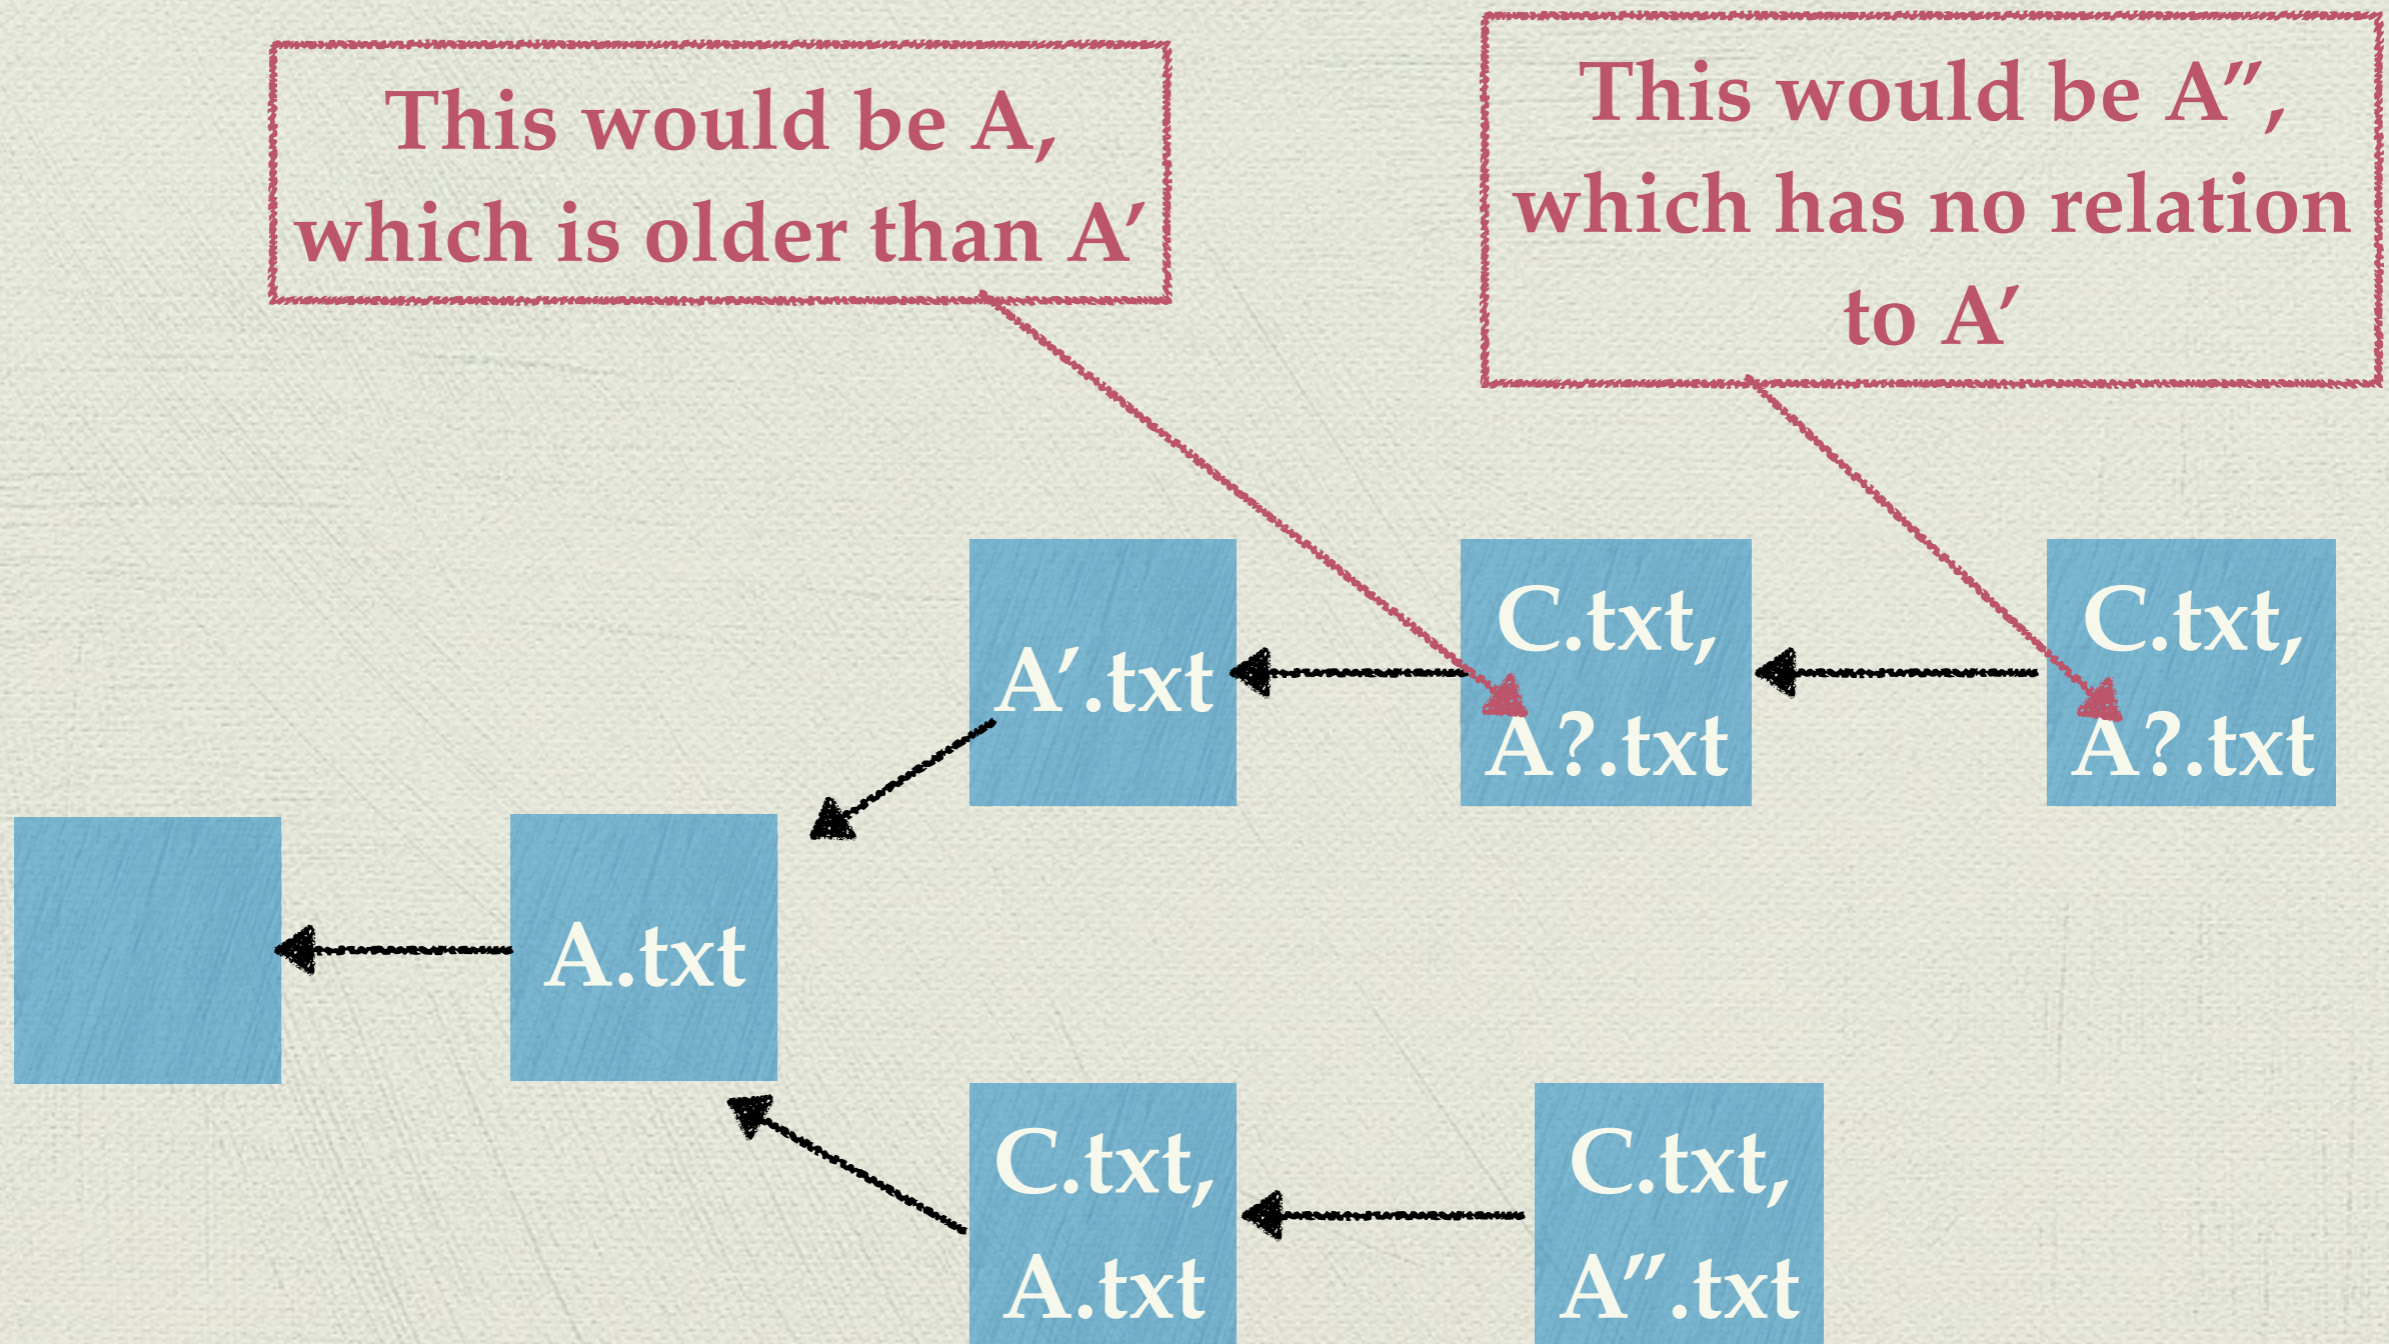 This would be A,
which is older than A′
This would be A″,
which has no relation
to A′
A′.txt
C.txt,
A?.txt
C.txt,
A?.txt
A.txt
C.txt,
A.txt
C.txt,
A″.txt